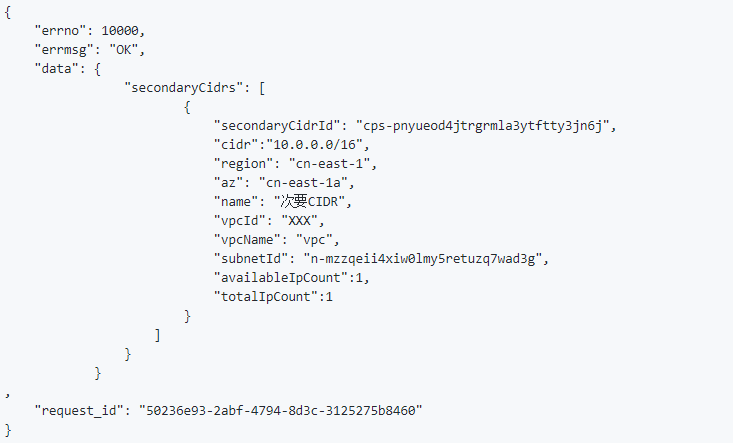 {
    "errno": 10000,
    "errmsg": "OK",
    "data": {
                "secondaryCidrs": [
                        {
                            "secondaryCidrId": "cps-pnyueod4jtrgrmla3ytftty3jn6j",
                            "cidr":"10.0.0.0/16",
                            "region": "cn-east-1",
                            "az": "cn-east-1a",
                            "name": "次要CIDR",
                            "vpcId": "XXX",
                            "vpcName": "vpc",
                            "subnetId": "n-mzzqeii4xiw0lmy5retuzq7wad3g",
                            "availableIpCount":1,
                            "totalIpCount":1
                        }
                    ]
                }
            }
,
    "request_id": "50236e93-2abf-4794-8d3c-3125275b8460"
}